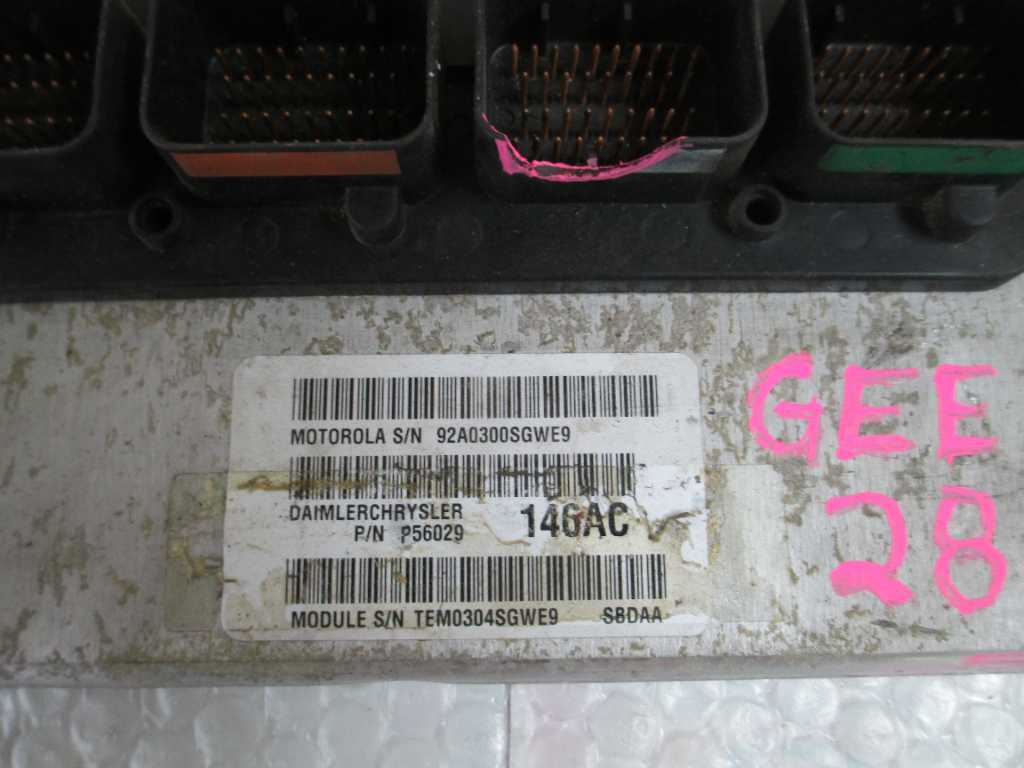 MOTOROLA S/N 92A0300SGWE9
DAIMLERCHRYSLER
P/N P56029 146AC
MODULE S/N TEM0304SGWE9 SBDAA
GEE
28